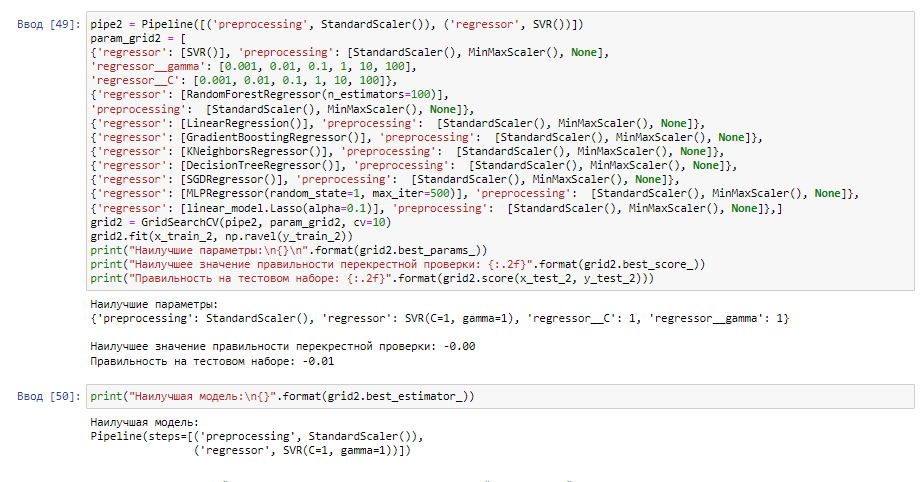 Ввод [49]: pipe2 = Pipeline([('preprocessing', StandardScaler()), ('regressor', SVR())])
param_grid2 = [
{'regressor': [SVR()], 'preprocessing': [StandardScaler(), MinMaxScaler(), None],
'regressor__gamma': [0.001, 0.01, 0.1, 1, 10, 100],
'regressor__C': [0.001, 0.01, 0.1, 1, 10, 100]},
{'regressor': [RandomForestRegressor(n_estimators=100)],
'preprocessing':  [StandardScaler(), MinMaxScaler(), None]},
{'regressor': [LinearRegression()], 'preprocessing':  [StandardScaler(), MinMaxScaler(), None]},
{'regressor': [GradientBoostingRegressor()], 'preprocessing':  [StandardScaler(), MinMaxScaler(), None]},
{'regressor': [KNeighborsRegressor()], 'preprocessing':  [StandardScaler(), MinMaxScaler(), None]},
{'regressor': [DecisionTreeRegressor()], 'preprocessing':  [StandardScaler(), MinMaxScaler(), None]},
{'regressor': [SGDRegressor()], 'preprocessing':  [StandardScaler(), MinMaxScaler(), None]},
{'regressor': [MLPRegressor(random_state=1, max_iter=500)], 'preprocessing':  [StandardScaler(), MinMaxScaler(), None]},
{'regressor': [linear_model.Lasso(alpha=0.1)], 'preprocessing':  [StandardScaler(), MinMaxScaler(), None]},]
grid2 = GridSearchCV(pipe2, param_grid2, cv=10)
grid2.fit(x_train_2, np.ravel(y_train_2))
print("Наилучшие параметры:\n{}\n".format(grid2.best_params_))
print("Наилучшее значение правильности перекрестной проверки: {:.2f}".format(grid2.best_score_))
print("Правильность на тестовом наборе: {:.2f}".format(grid2.score(x_test_2, y_test_2)))
Наилучшие параметры:
{'preprocessing': StandardScaler(), 'regressor': SVR(C=1, gamma=1), 'regressor__C': 1, 'regressor__gamma': 1}
Наилучшее значение правильности перекрестной проверки: -0.00
Правильность на тестовом наборе: -0.01
Ввод [50]: print("Наилучшая модель:\n{}".format(grid2.best_estimator_))
Наилучшая модель:
Pipeline(steps=[('preprocessing', StandardScaler()),
('regressor', SVR(C=1, gamma=1))])